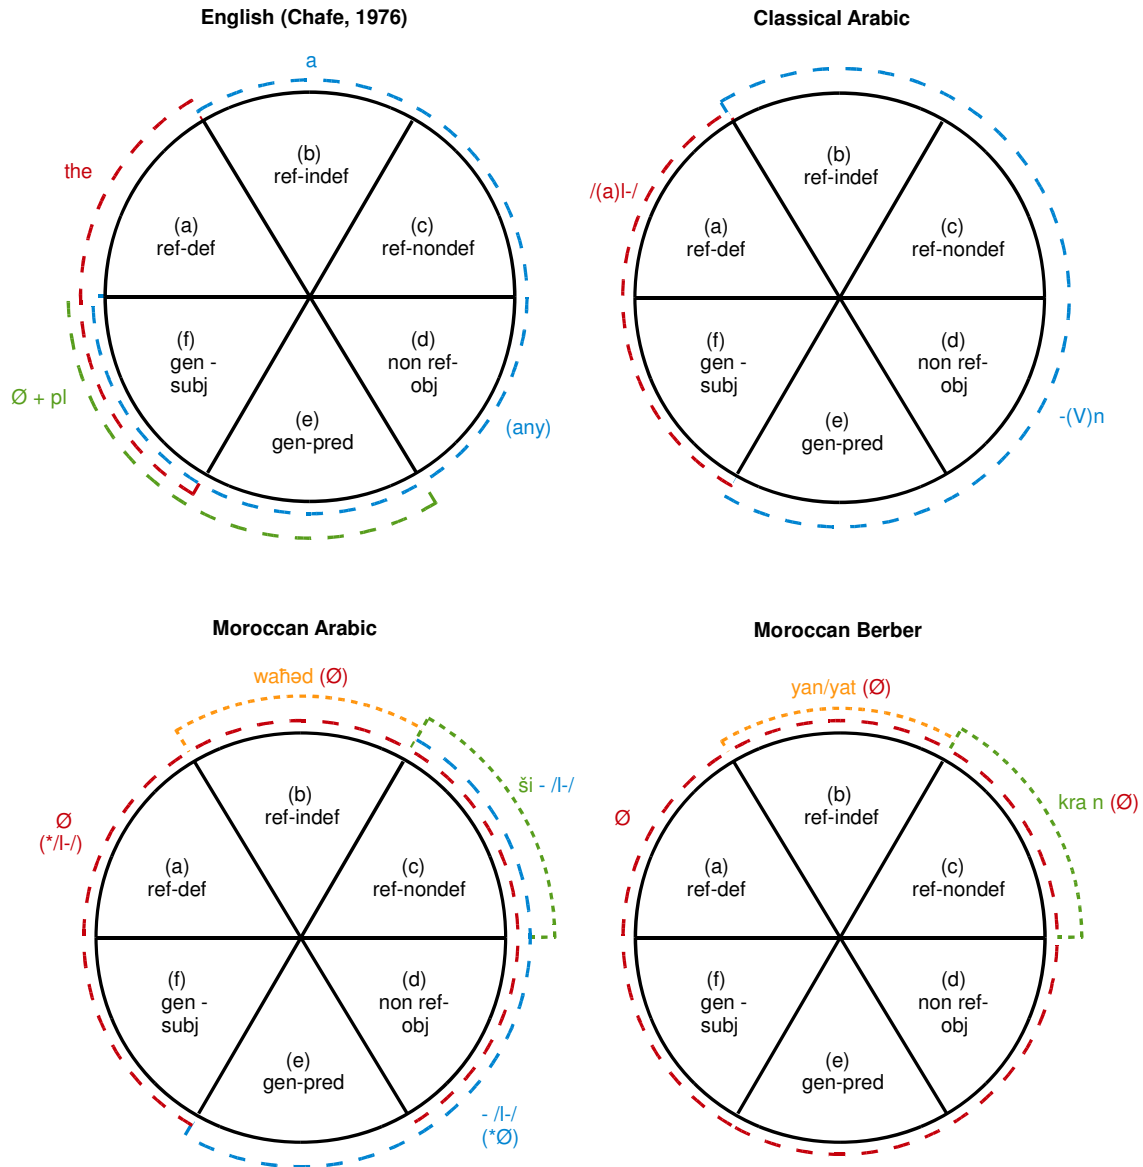 English (Chafe, 1976)
a
the
(b)
ref-indef
(a)
ref-def
(c)
ref-nondef
(f)
gen -
subj
(d)
non ref-
obj
Ø + pl
(e)
gen-pred
(any)
Classical Arabic
/(a)l-/
(b)
ref-indef
(a)
ref-def
(c)
ref-nondef
(f)
gen -
subj
(d)
non ref-
obj
(e)
gen-pred
-(V)n
Moroccan Arabic
waħəd (Ø)
ši - /l-/
Ø
(*/l-/)
(b)
ref-indef
(a)
ref-def
(c)
ref-nondef
(f)
gen -
subj
(d)
non ref-
obj
(e)
gen-pred
- /l-/
(*Ø)
Moroccan Berber
yan/yat (Ø)
kra n (Ø)
Ø
(b)
ref-indef
(a)
ref-def
(c)
ref-nondef
(f)
gen -
subj
(d)
non ref-
obj
(e)
gen-pred